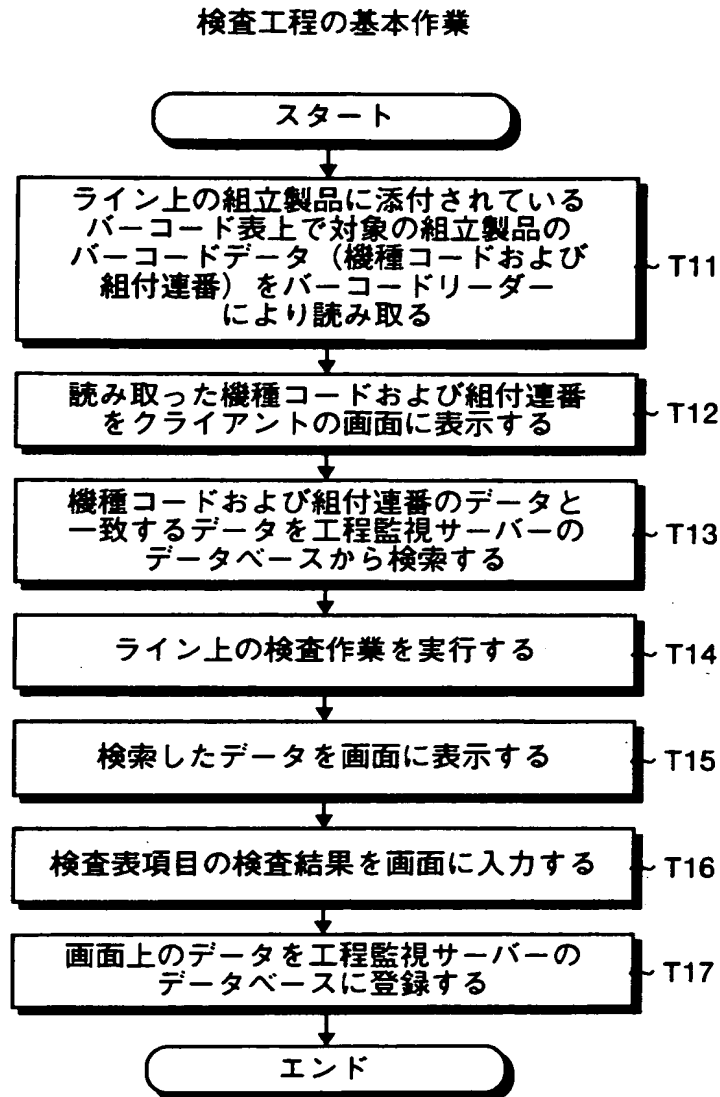 検査工程の基本作業
スタート
ライン上の組立製品に添付されている
バーコード表上で対象の組立製品の
バーコードデータ（機種コードおよび
組付連番）をバーコードリーダー
により読み取る
T11
読み取った機種コードおよび組付連番
をクライアントの画面に表示する
T12
機種コードおよび組付連番のデータと
一致するデータを工程監視サーバーの
データベースから検索する
T13
ライン上の検査作業を実行する
T14
検索したデータを画面に表示する
T15
検査表項目の検査結果を画面に入力する
T16
画面上のデータを工程監視サーバーの
データベースに登録する
T17
エンド